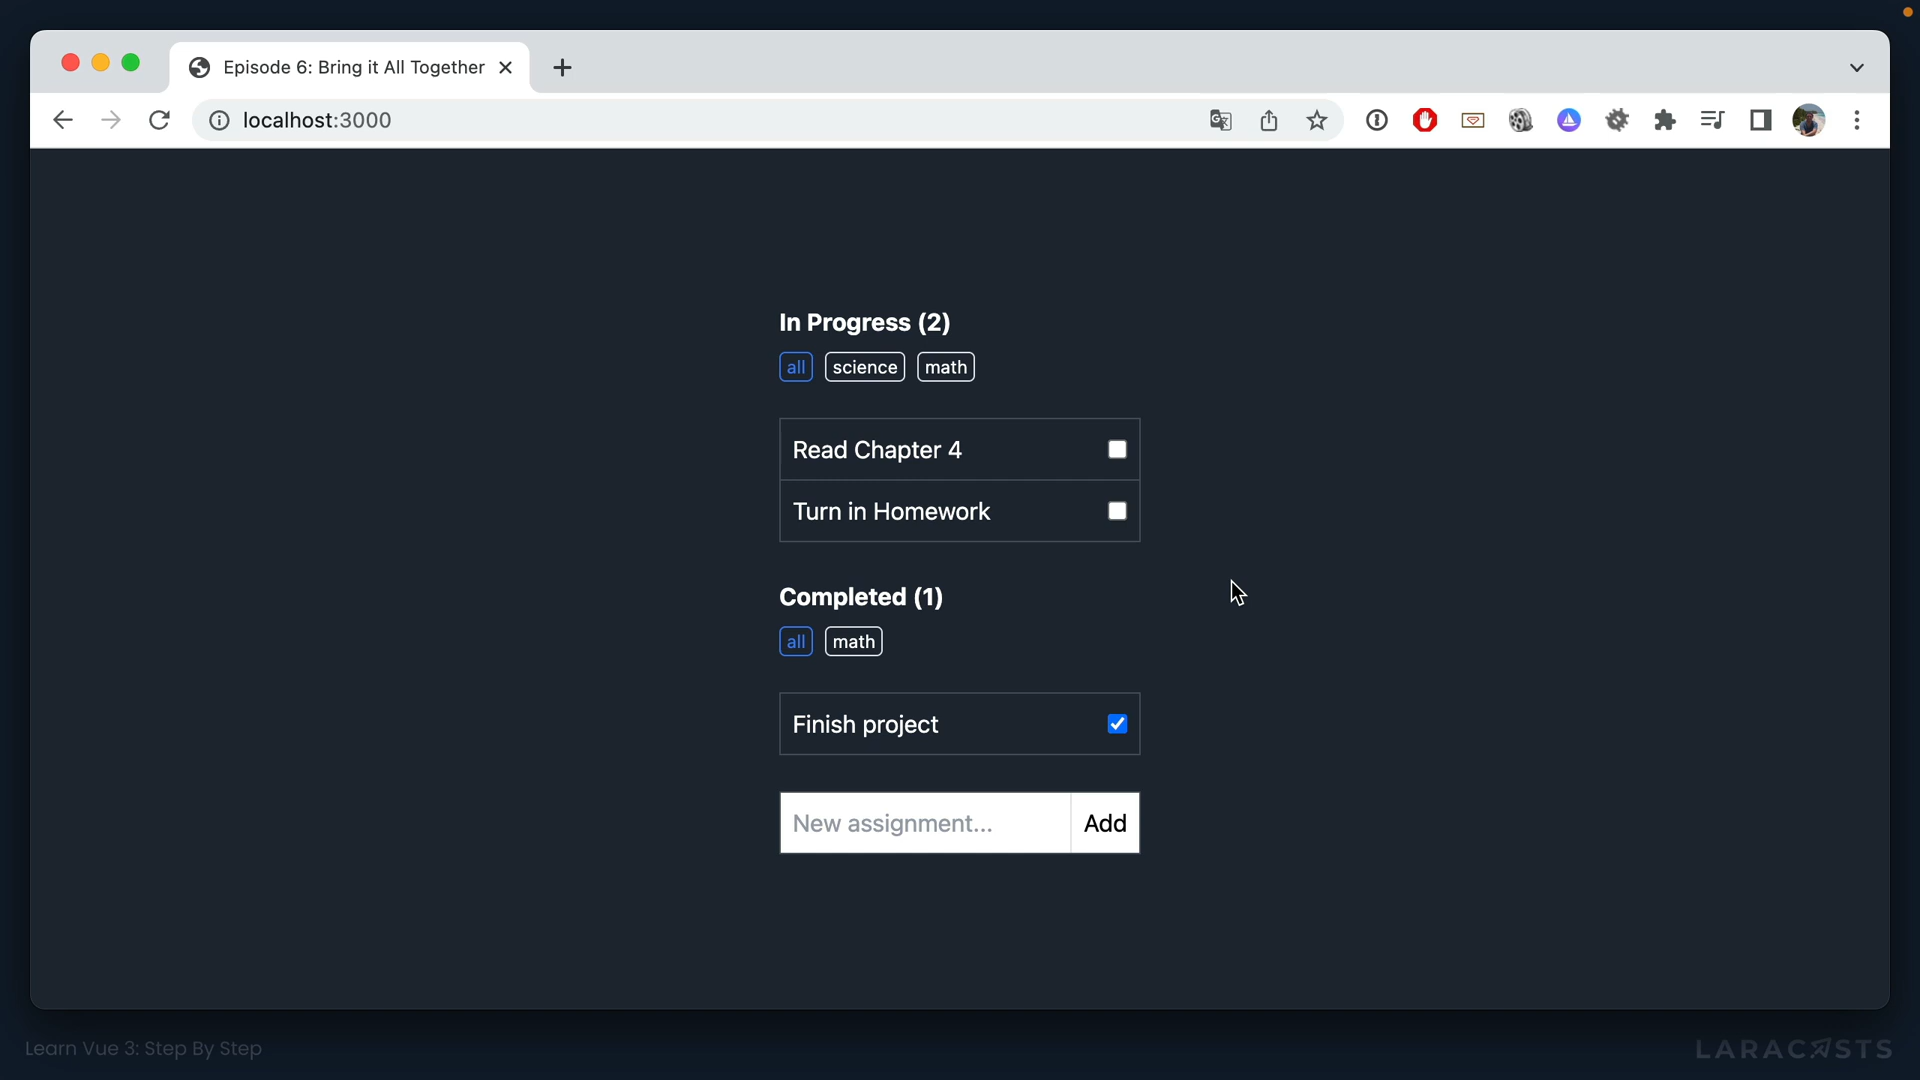 Episode 6: Bring it All Together
localhost:3000
In Progress (2)
all science math
Read Chapter 4
Turn in Homework
Completed (1)
all math
Finish project
New assignment... Add
Learn Vue 3: Step By Step
LARACASTS